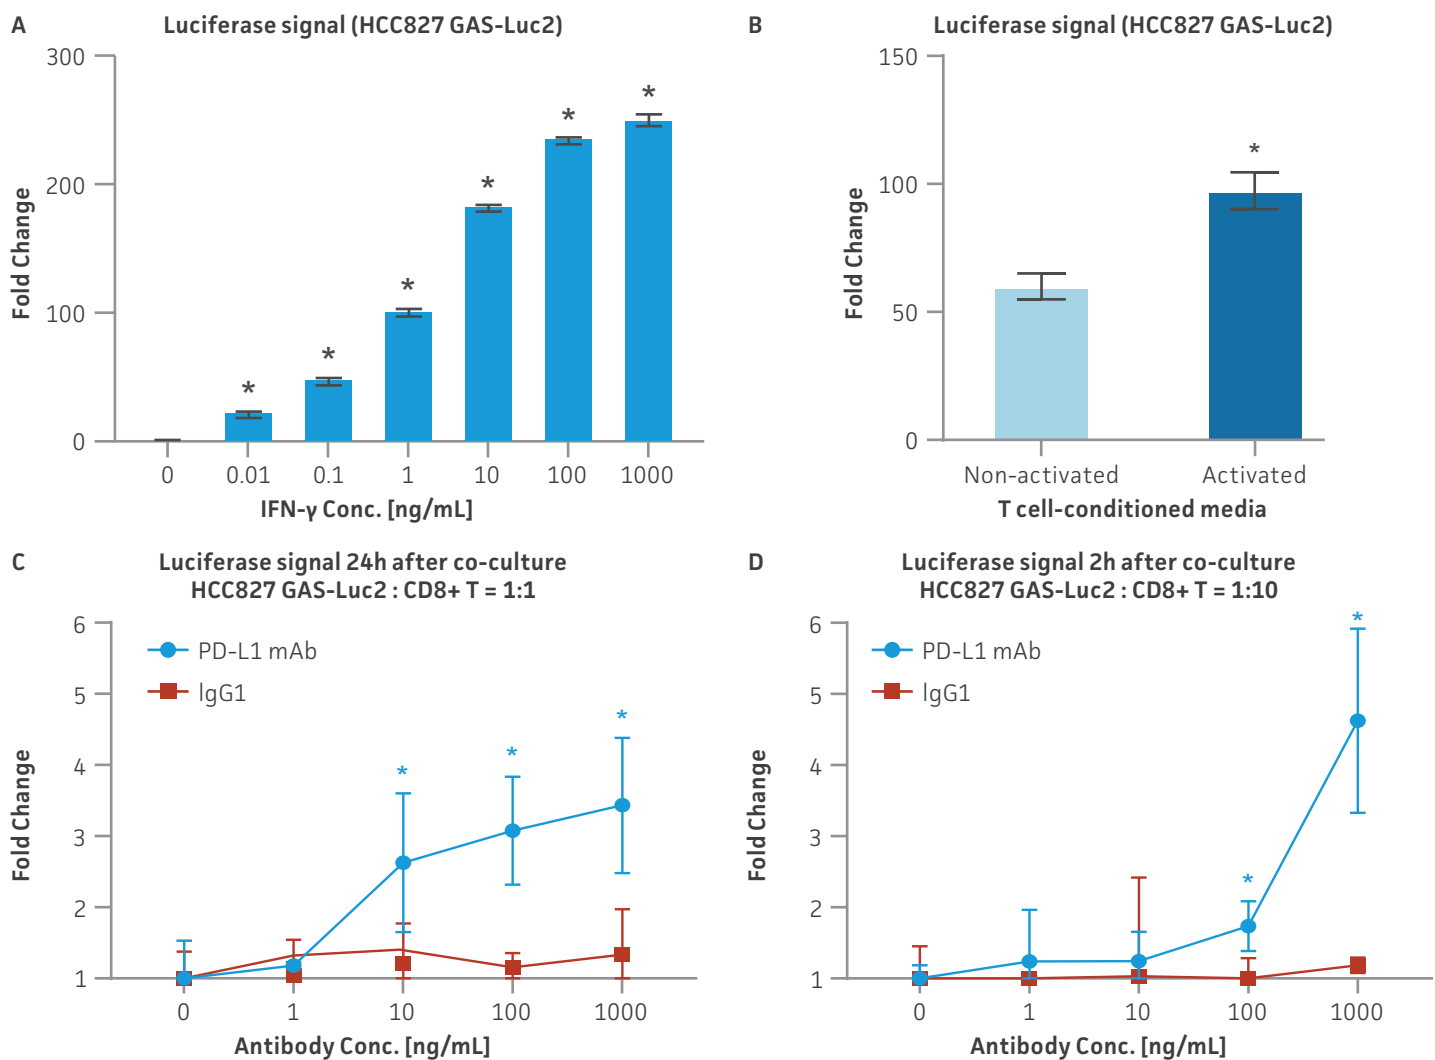 A
Luciferase signal (HCC827 GAS-Luc2)
300
200
100
0
Fold Change
*
*
*
*
*
*
0 0.01 0.1 1 10 100 1000
IFN-γ Conc. [ng/mL]
B
Luciferase signal (HCC827 GAS-Luc2)
150
100
50
0
Fold Change
*
Non-activated Activated
T cell-conditioned media
C
Luciferase signal 24h after co-culture
HCC827 GAS-Luc2 : CD8+ T = 1:1
6
5
4
3
2
1
Fold Change
PD-L1 mAb
IgG1
*
*
*
0 1 10 100 1000
Antibody Conc. [ng/mL]
D
Luciferase signal 2h after co-culture
HCC827 GAS-Luc2 : CD8+ T = 1:10
6
5
4
3
2
1
Fold Change
PD-L1 mAb
IgG1
*
*
0 1 10 100 1000
Antibody Conc. [ng/mL]